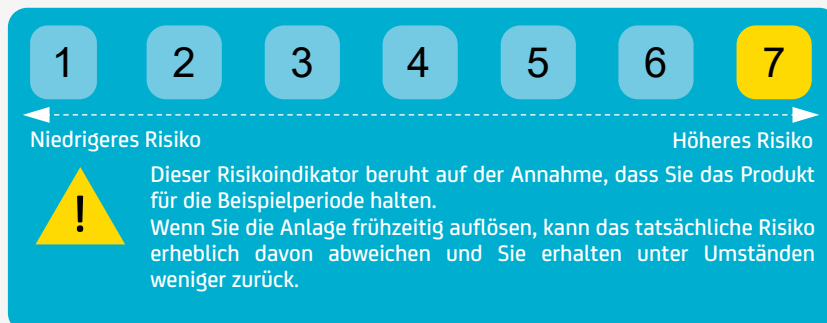 1 2 3 4 5 6 7
Niedrigeres Risiko Höheres Risiko
Dieser Risikoindikator beruht auf der Annahme, dass Sie das Produkt
für die Beispielperiode halten.
Wenn Sie die Anlage frühzeitig auflösen, kann das tatsächliche Risiko
erheblich davon abweichen und Sie erhalten unter Umständen
weniger zurück.
!